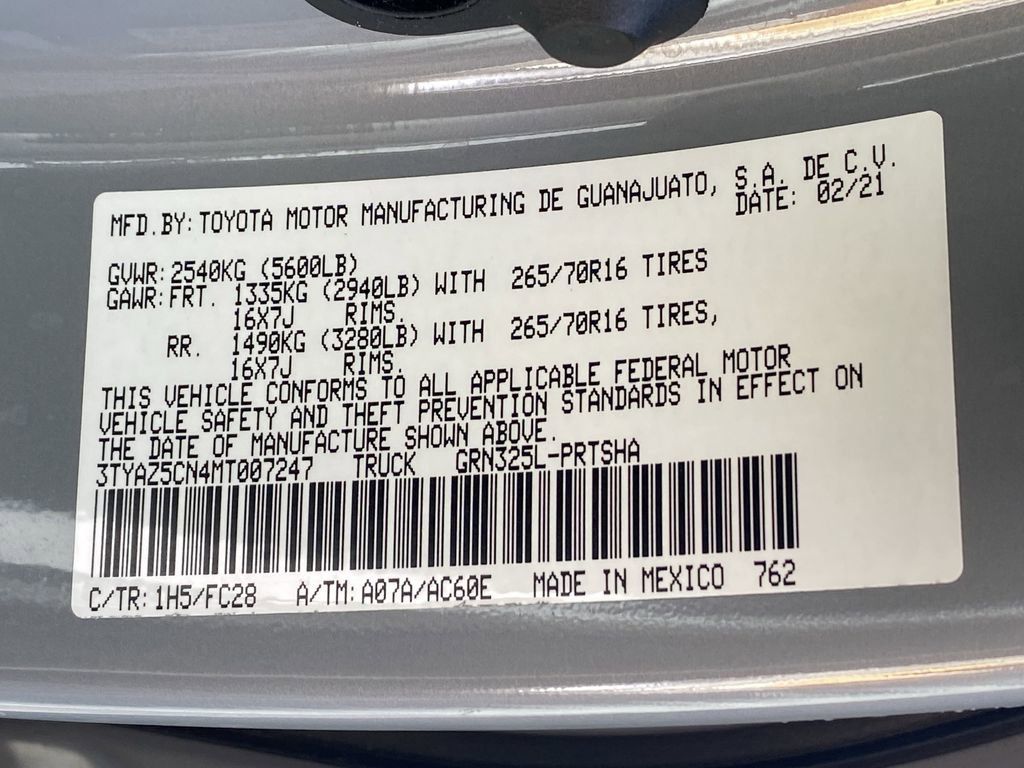 MFD.BY: TOYOTA MOTOR MANUFACTURING DE GUANAJUATO, S.A. DE C.V.
DATE: 02/21
GVWR: 2540KG (5600LB)
GAWR: FRT. 1335KG (2940LB) WITH 265/70R16 TIRES
16X7J RIMS.
RR. 1490KG (3280LB) WITH 265/70R16 TIRES,
16X7J RIMS.
THIS VEHICLE CONFORMS TO ALL APPLICABLE FEDERAL MOTOR
VEHICLE SAFETY AND THEFT PREVENTION STANDARDS IN EFFECT ON
THE DATE OF MANUFACTURE SHOWN ABOVE.
3TYAZ5CN4MT007247 TRUCK GRN325L-PRTSHA
C/TR: 1H5/FC28 A/TM: A07A/AC60E MADE IN MEXICO 762